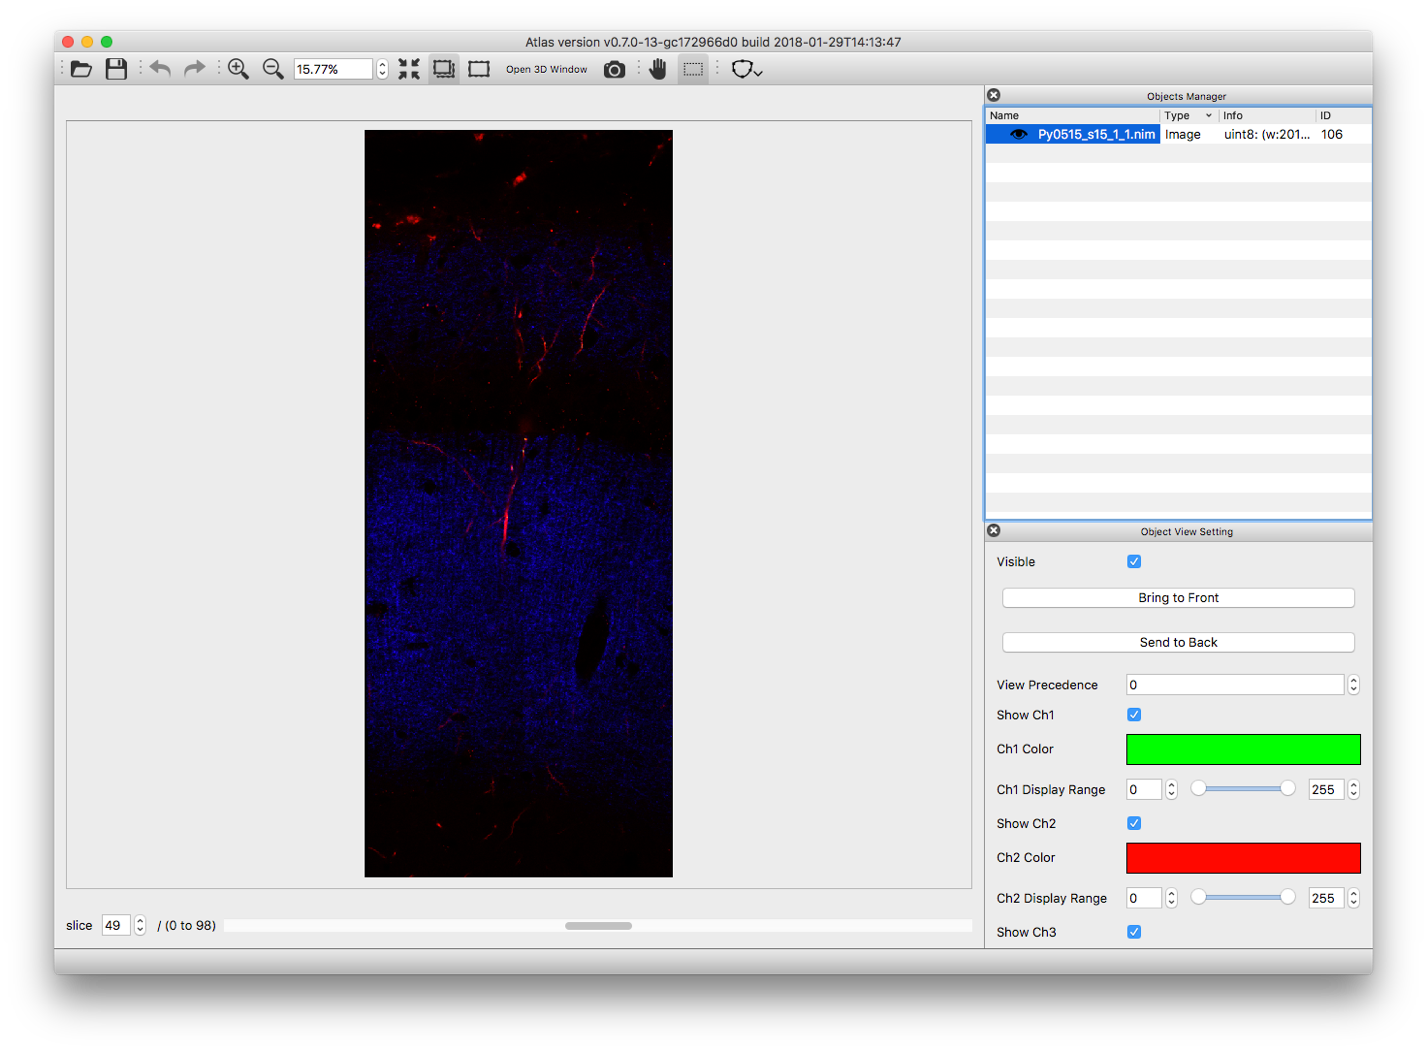 Atlas version v0.7.0-13-gc172966d0 build 2018-01-29T14:13:47
15.77%
Open 3D Window
Objects Manager
Name Type Info ID
Py0515_s15_1_1.nim Image uint8: (w:201... 106
Object View Setting
Visible
Bring to Front
Send to Back
View Precedence 0
Show Ch1
Ch1 Color
Ch1 Display Range 0 255
Show Ch2
Ch2 Color
Ch2 Display Range 0 255
Show Ch3
slice 49 / (0 to 98)